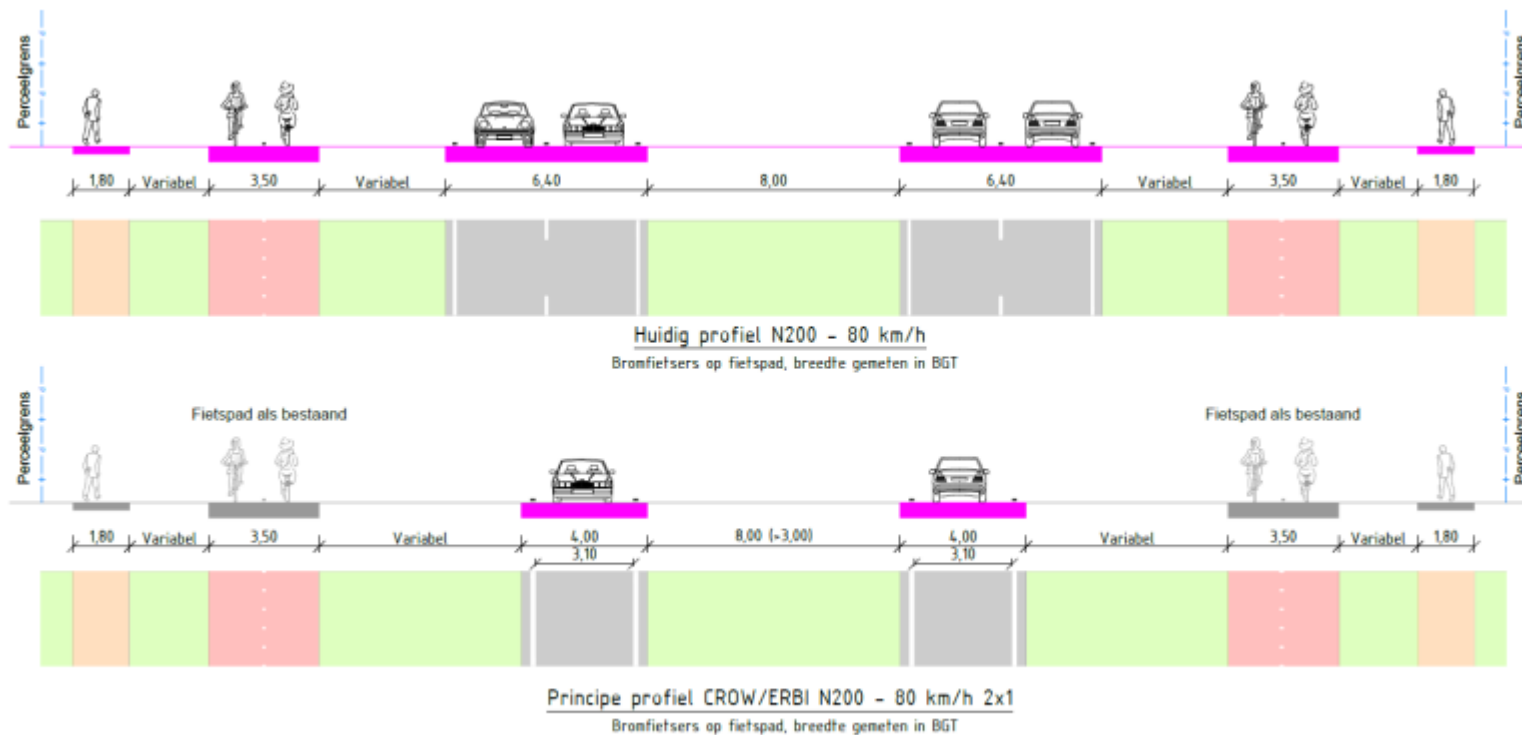 Perceelgrens
Perceelgrens
1,80 Variabel 3,50 Variabel 6,40 8,00 6,40 Variabel 3,50 Variabel 1,80
Huidig profiel N200 - 80 km/h
Bromfietsers op fietspad, breedte gemeten in BGT
Perceelgrens
Fietspad als bestaand
Fietspad als bestaand
Perceelgrens
1,80 Variabel 3,50 Variabel 4,00 8,00 (>3,00) 4,00 Variabel 3,50 Variabel 1,80
3,10 3,10
Principe profiel CROW/ERBI N200 - 80 km/h 2x1
Bromfietsers op fietspad, breedte gemeten in BGT